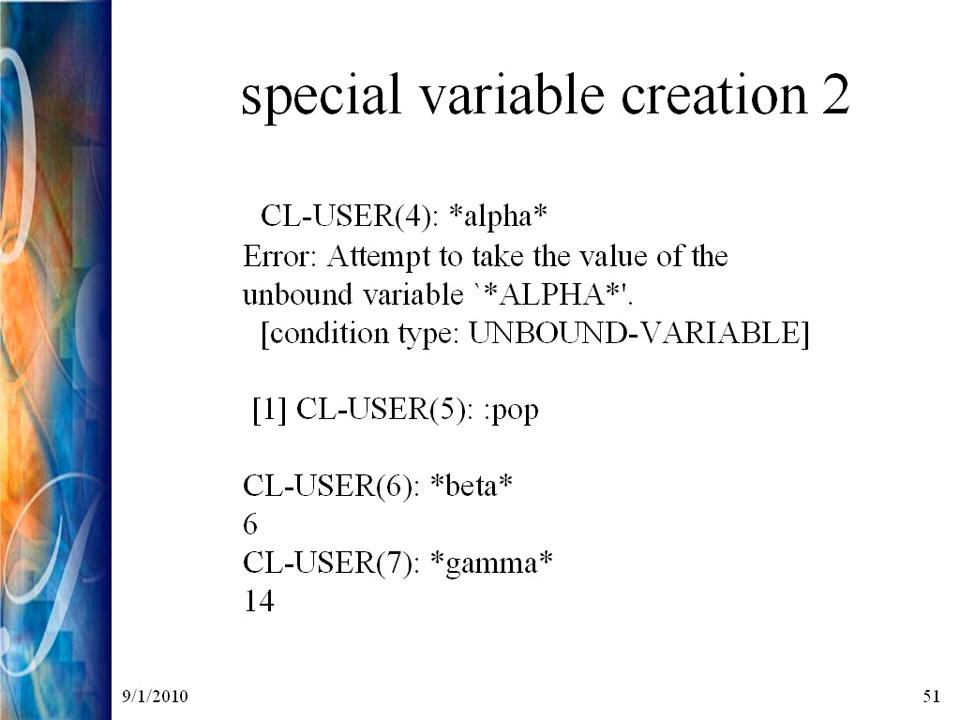 special variable creation 2
CL-USER(4): *alpha*
Error: Attempt to take the value of the
unbound variable `*ALPHA*'.
[condition type: UNBOUND-VARIABLE]
[1] CL-USER(5): :pop
CL-USER(6): *beta*
6
CL-USER(7): *gamma*
14
9/1/2010
51